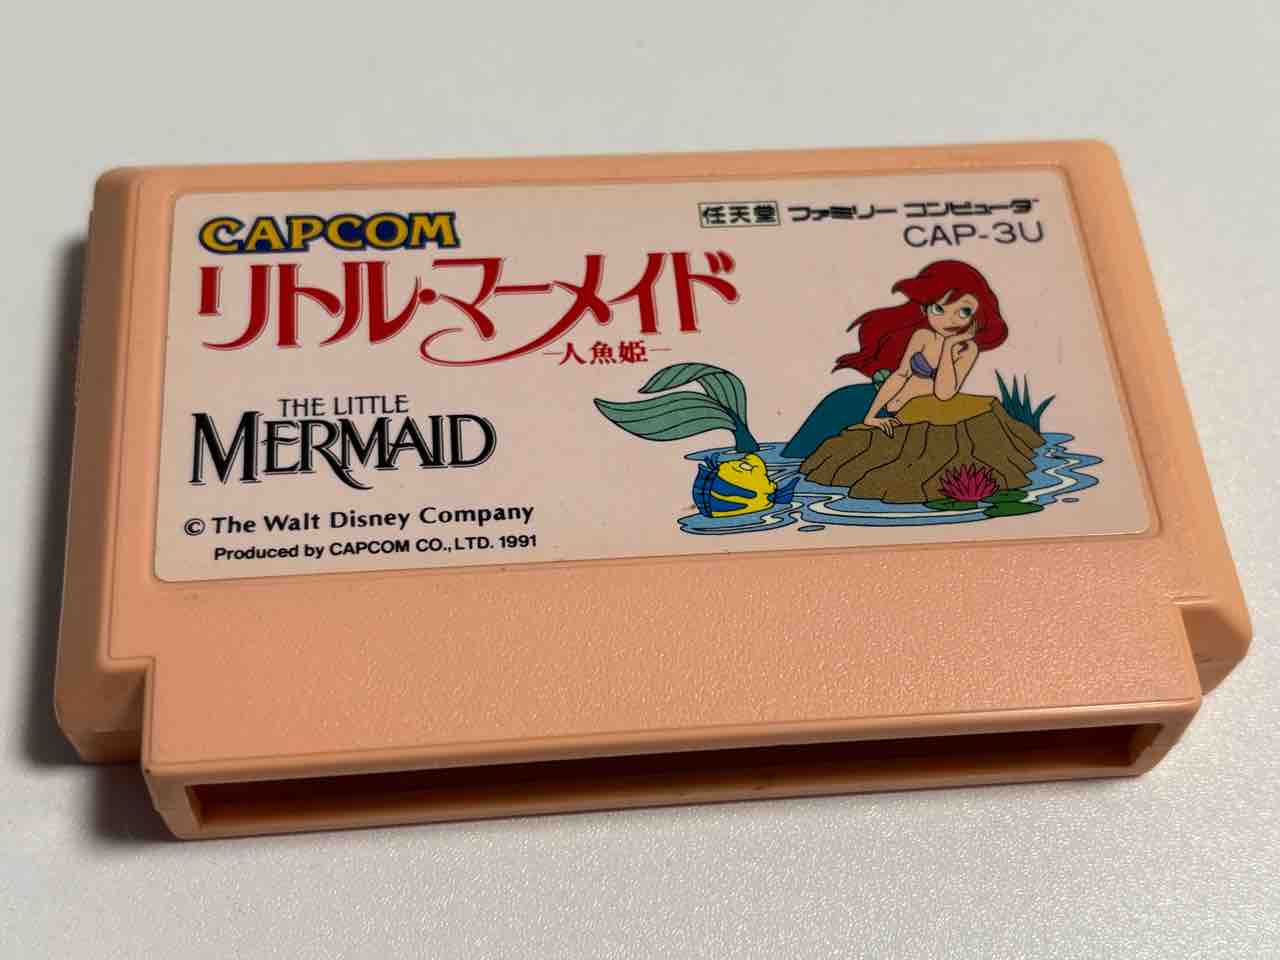 CAPCOM
任天堂 ファミリーコンピュータ
CAP-3U
リトル・マーメイド
―人魚姫―
THE LITTLE
MERMAID
© The Walt Disney Company
Produced by CAPCOM CO., LTD. 1991